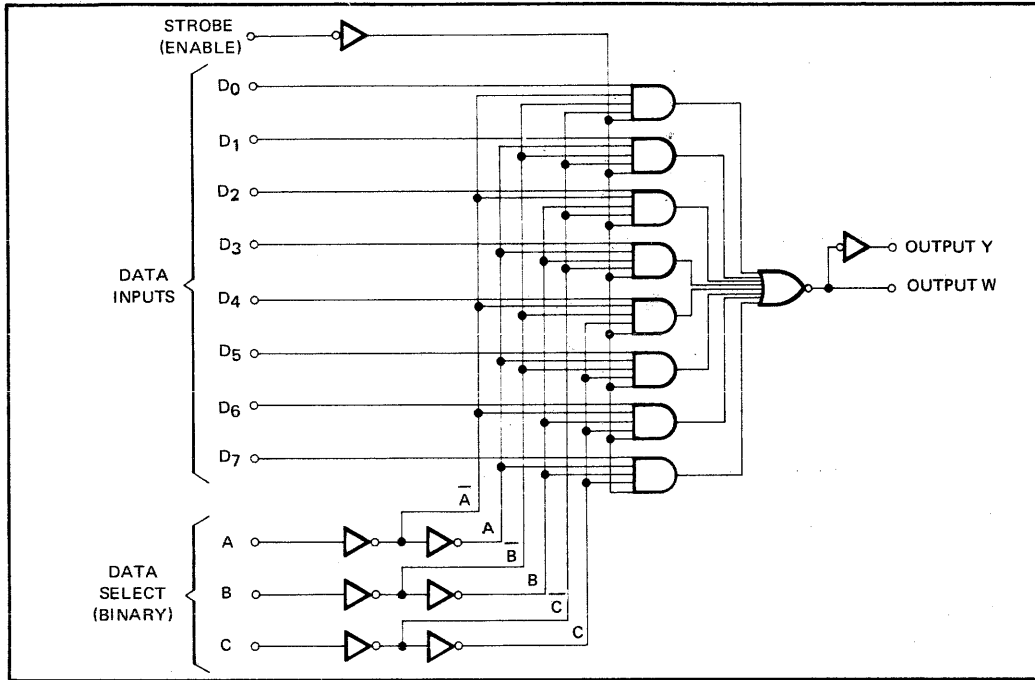 STROBE
(ENABLE)
D0
D1
D2
D3
DATA
INPUTS
D4
D5
D6
D7
OUTPUT Y
OUTPUT W
A̅
A
A
B̅
DATA
SELECT
(BINARY)
B
B
C̅
C
C